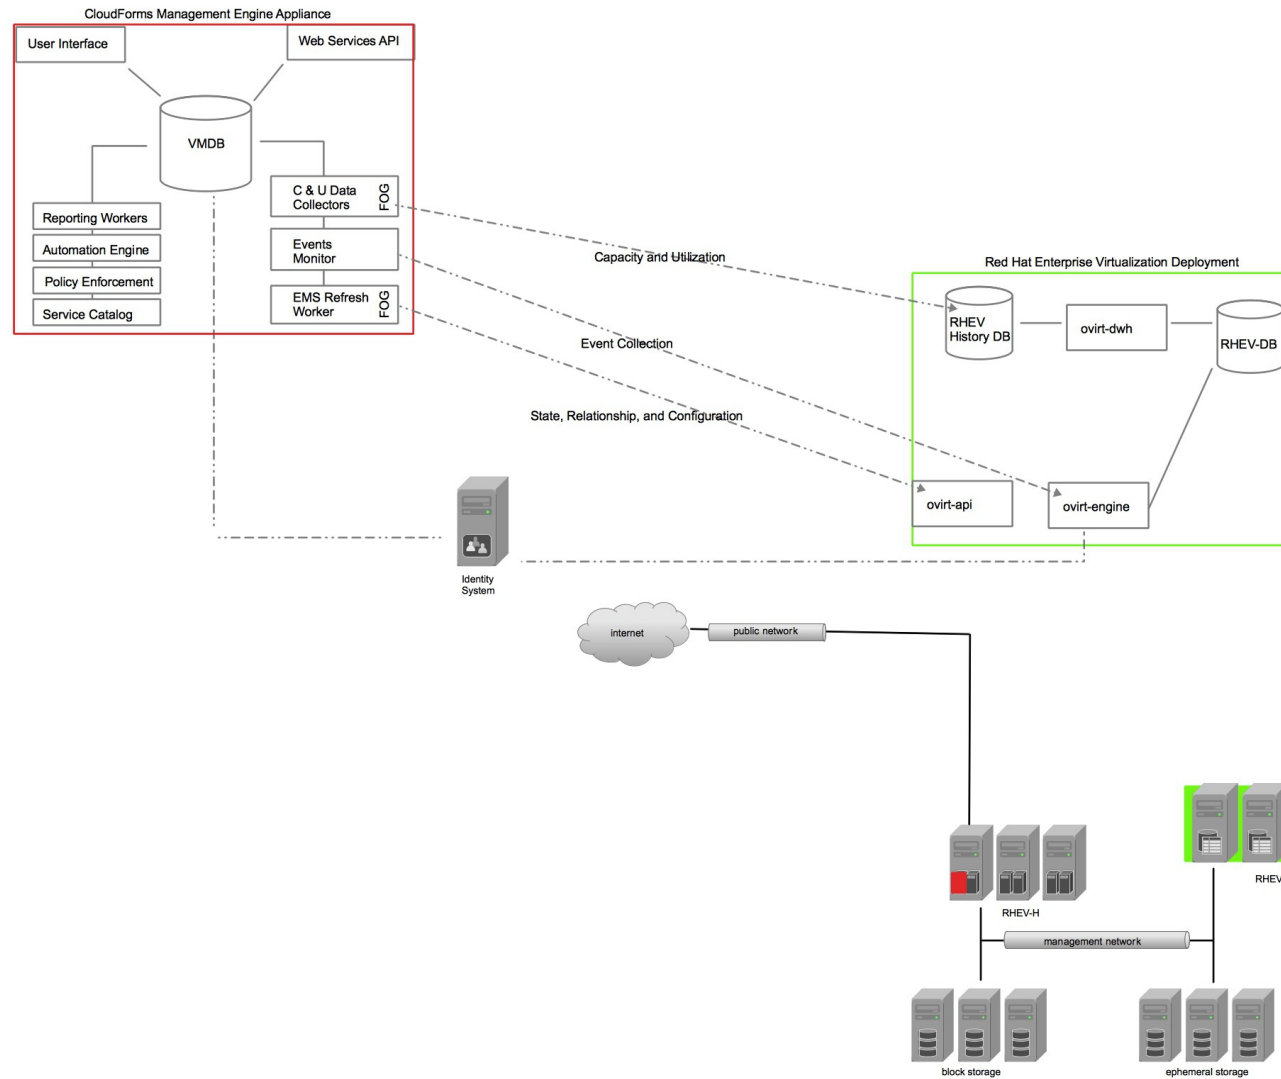 CloudForms Management Engine Appliance
User Interface
Web Services API
VMDB
C & U Data
Collectors
FOG
Reporting Workers
Events
Monitor
Automation Engine
Policy Enforcement
EMS Refresh
Worker
FOG
Service Catalog
Capacity and Utilization
Event Collection
State, Relationship, and Configuration
Red Hat Enterprise Virtualization Deployment
RHEV
History DB
ovirt-dwh
RHEV-DB
ovirt-api
ovirt-engine
Identity
System
internet
public network
RHEV-H
RHEV
management network
block storage
ephemeral storage